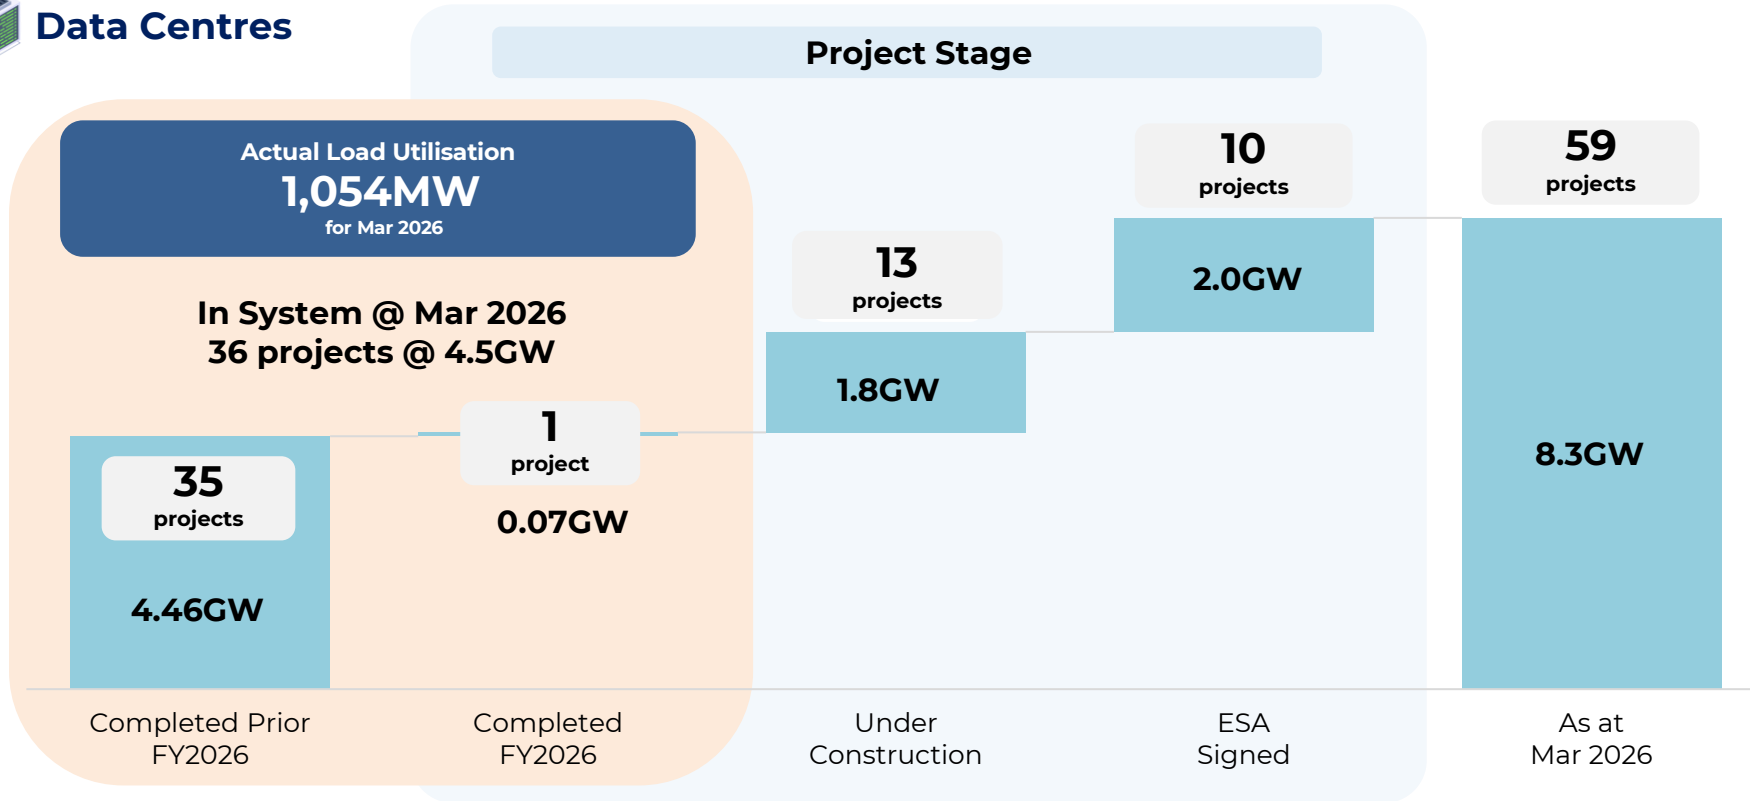 Data Centres
Project Stage
Actual Load Utilisation
1,054MW
for Mar 2026
In System @ Mar 2026
36 projects @ 4.5GW
35
projects
4.46GW
1
project
0.07GW
13
projects
1.8GW
10
projects
2.0GW
59
projects
8.3GW
Completed Prior
FY2026
Completed
FY2026
Under
Construction
ESA
Signed
As at
Mar 2026